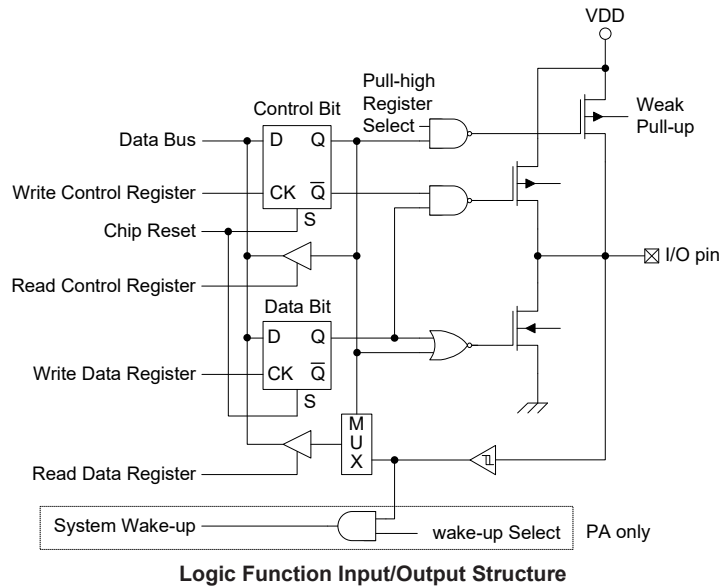 VDD
Pull-high
Register
Select
Weak
Pull-up
Control Bit
Data Bus
D Q
Write Control Register
CK Q̅
S
Chip Reset
I/O pin
Read Control Register
Data Bit
D Q
Write Data Register
CK Q̅
S
M
U
X
Read Data Register
System Wake-up
wake-up Select
PA only
Logic Function Input/Output Structure